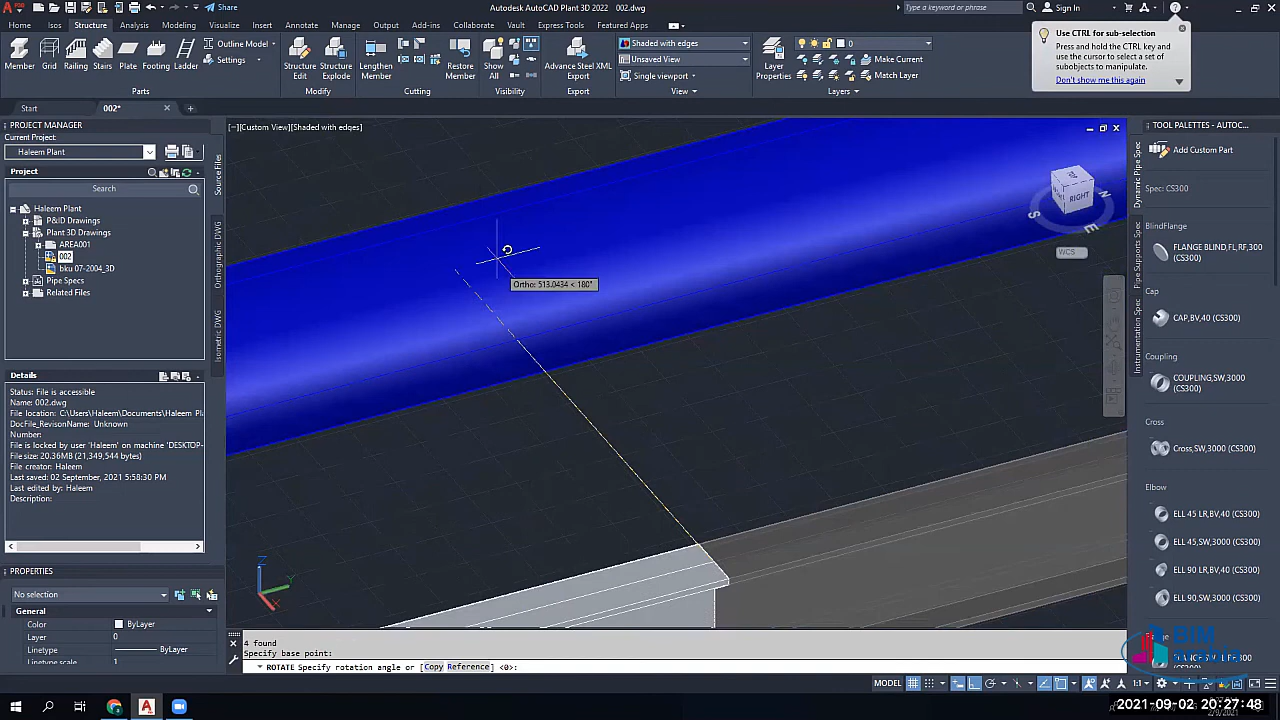 Share
Autodesk AutoCAD Plant 3D 2022   002.dwg
Type a keyword or phrase
Sign In
Home
Isos
Structure
Analysis
Modeling
Visualize
Insert
Annotate
Manage
Output
Add-ins
Collaborate
Vault
Express Tools
Featured Apps
Member
Grid
Railing
Stairs
Plate
Footing
Ladder
Outline Model
Settings
Parts
Structure Edit
Structure Explode
Modify
Lengthen Member
Cutting
Restore Member
Show All
Visibility
Advance Steel XML Export
Export
Shaded with edges
Unsaved View
Single viewport
View
Layer Properties
0
Make Current
Match Layer
Layers
Use CTRL for sub-selection
Press and hold the CTRL key and
use the cursor to select a set of
subobjects to manipulate.
Don't show me this again
Start
002*
PROJECT MANAGER
Current Project:
Haleem Plant
Project
Search
Haleem Plant
P&ID Drawings
Plant 3D Drawings
AREA001
002
bku 07-2004_3D
Pipe Specs
Related Files
Source Files
Orthographic DWG
Isometric DWG
Details
Status: File is accessible
Name: 002.dwg
File location: C:\Users\Haleem\Documents\Haleem Pl
DocFile_RevisonName: Unknown
Number:
File is locked by user 'Haleem' on machine 'DESKTOP-
File size: 20.36MB (21,349,544 bytes)
File creator: Haleem
Last saved: 02 September, 2021 5:58:30 PM
Last edited by: Haleem
Description:
PROPERTIES
No selection
General
Color
ByLayer
Layer
0
Linetype
ByLayer
Linetype scale
1
[−][Custom View][Shaded with edges]
Ortho: 513.0434 < 180°
RIGHT
S
E
N
WCS
Z
Y
X
4 found
Specify base point:
ROTATE Specify rotation angle or [Copy Reference] <0>:
TOOL PALETTES - AUTOC...
Add Custom Part
Spec: CS300
BlindFlange
FLANGE BLIND,FL,RF,300
(CS300)
Cap
CAP,BV,40 (CS300)
Coupling
COUPLING,SW,3000
(CS300)
Cross
Cross,SW,3000 (CS300)
Elbow
ELL 45 LR,BV,40 (CS300)
ELL 45,SW,3000 (CS300)
ELL 90 LR,BV,40 (CS300)
ELL 90,SW,3000 (CS300)
Dynamic Pipe Spec
Pipe Supports Spec
Instrumentation Spec
BIM
MODEL
1:1
2021-09-02 20:27:48